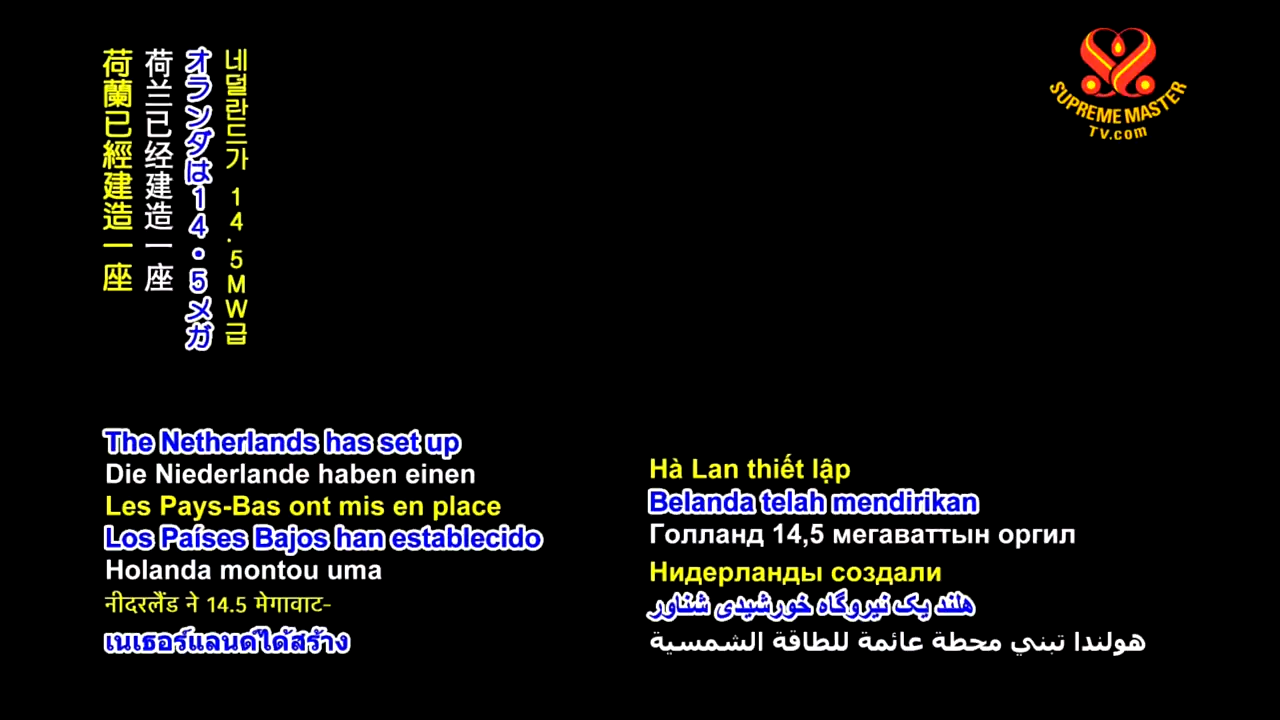 荷蘭已經建造一座
荷兰已经建造一座
オランダは14・5メガ
네덜란드가 14.5MW급
SUPREME MASTER
TV.com
The Netherlands has set up
Die Niederlande haben einen
Les Pays-Bas ont mis en place
Los Países Bajos han establecido
Holanda montou uma
नीदरलैंड ने 14.5 मेगावाट-
เนเธอร์แลนด์ได้สร้าง
Hà Lan thiết lập
Belanda telah mendirikan
Голланд 14,5 мегаваттын оргил
Нидерланды создали
هلند یک نیروگاه خورشیدی شناور
هولندا تبني محطة عائمة للطاقة الشمسية